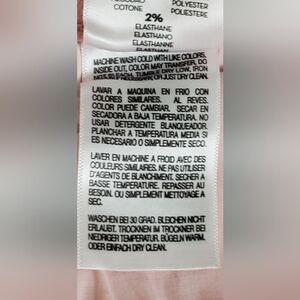 COTONE
POLYESTER
POLIESTERE
2%
ELASTHANE
ELASTHANO
ELASTHANNE
MACHINE WASH COLD WITH LIKE COLORS,
INSIDE OUT, COLOR MAY TRANSFER, DO
TUMBLE DRY LOW, IRON
OR JUST DRY CLEAN.
LAVAR A MAQUINA EN FRIO CON
COLORES SIMILARES. AL REVES.
COLOR PUEDE CAMBIAR. SECAR EN
SECADORA A BAJA TEMPERATURA. NO
USAR DETERGENTE BLANQUEADOR.
PLANCHAR A TEMPERATURA MEDIA SI
ES NECESARIO O SIMPLEMENTE SECO.
LAVER EN MACHINE A FROID AVEC DES
COULEURS SIMILAIRES. NE PAS UTILISER
D'AGENTS DE BLANCHIMENT. SECHER A
BASSE TEMPERATURE. REPASSER AU
BESOIN. OU SIMPLEMENT NETTOYAGE A
SEC.
WASCHEN BEI 30 GRAD. BLEICHEN NICHT
ERLAUBT. TROCKNEN IM TROCKNER BEI
NIEDRIGER TEMPERATUR. BÜGELN WARM.
ODER EINFACH DRY CLEAN.